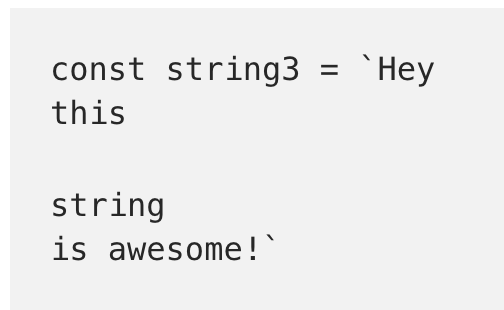 const string3 = `Hey
this

string
is awesome!`